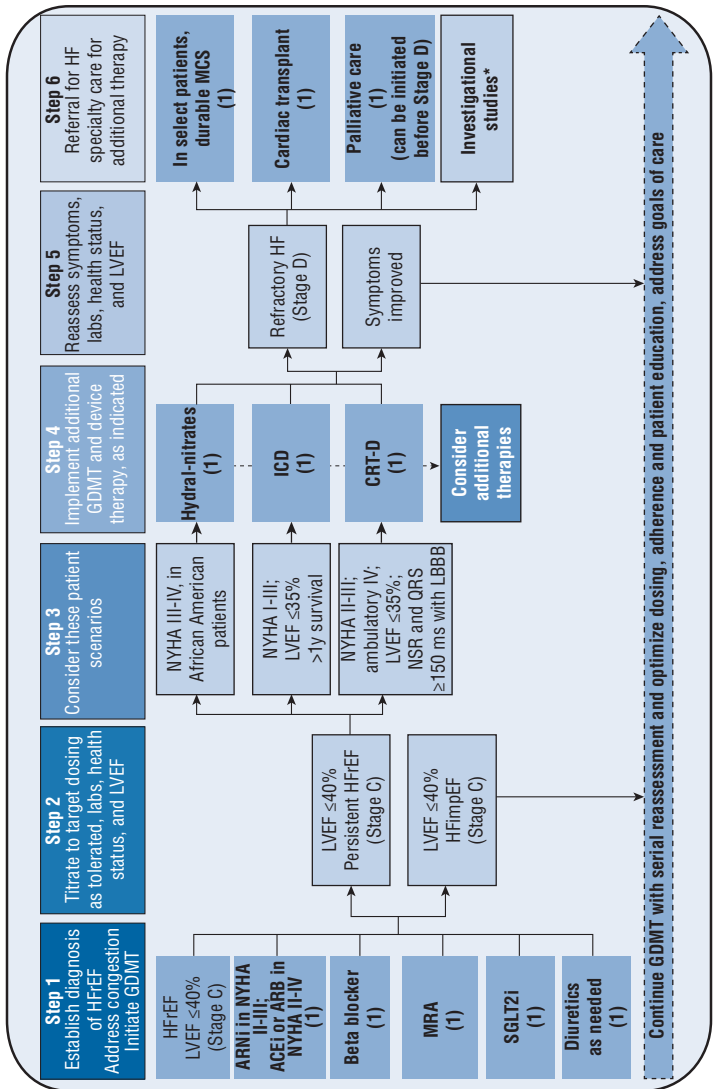 Step 1
Establish diagnosis
of HFrEF
Address congestion
Initiate GDMT
HFrEF
LVEF ≤40%
(Stage C)
ARNi in NYHA
II-III;
ACEi or ARB in
NYHA II-IV
(1)
Beta blocker
(1)
MRA
(1)
SGLT2i
(1)
Diuretics
as needed
(1)
Step 2
Titrate to target dosing
as tolerated, labs, health
status, and LVEF
LVEF ≤40%
Persistent HFrEF
(Stage C)
LVEF ≤40%
HFimpEF
(Stage C)
Step 3
Consider these patient
scenarios
NYHA III-IV, in
African American
patients
NYHA I-III;
LVEF ≤35%
>1y survival
NYHA II-III;
ambulatory IV;
LVEF ≤35%;
NSR and QRS
≥150 ms with LBBB
Step 4
Implement additional
GDMT and device
therapy, as indicated
Hydral-nitrates
(1)
ICD
(1)
CRT-D
(1)
Consider
additional
therapies
Step 5
Reassess symptoms,
labs, health status,
and LVEF
Refractory HF
(Stage D)
Symptoms
improved
Step 6
Referral for HF
specialty care for
additional therapy
In select patients,
durable MCS
(1)
Cardiac transplant
(1)
Palliative care
(1)
(can be initiated
before Stage D)
Investigational
studies*
Continue GDMT with serial reassessment and optimize dosing, adherence and patient education, address goals of care